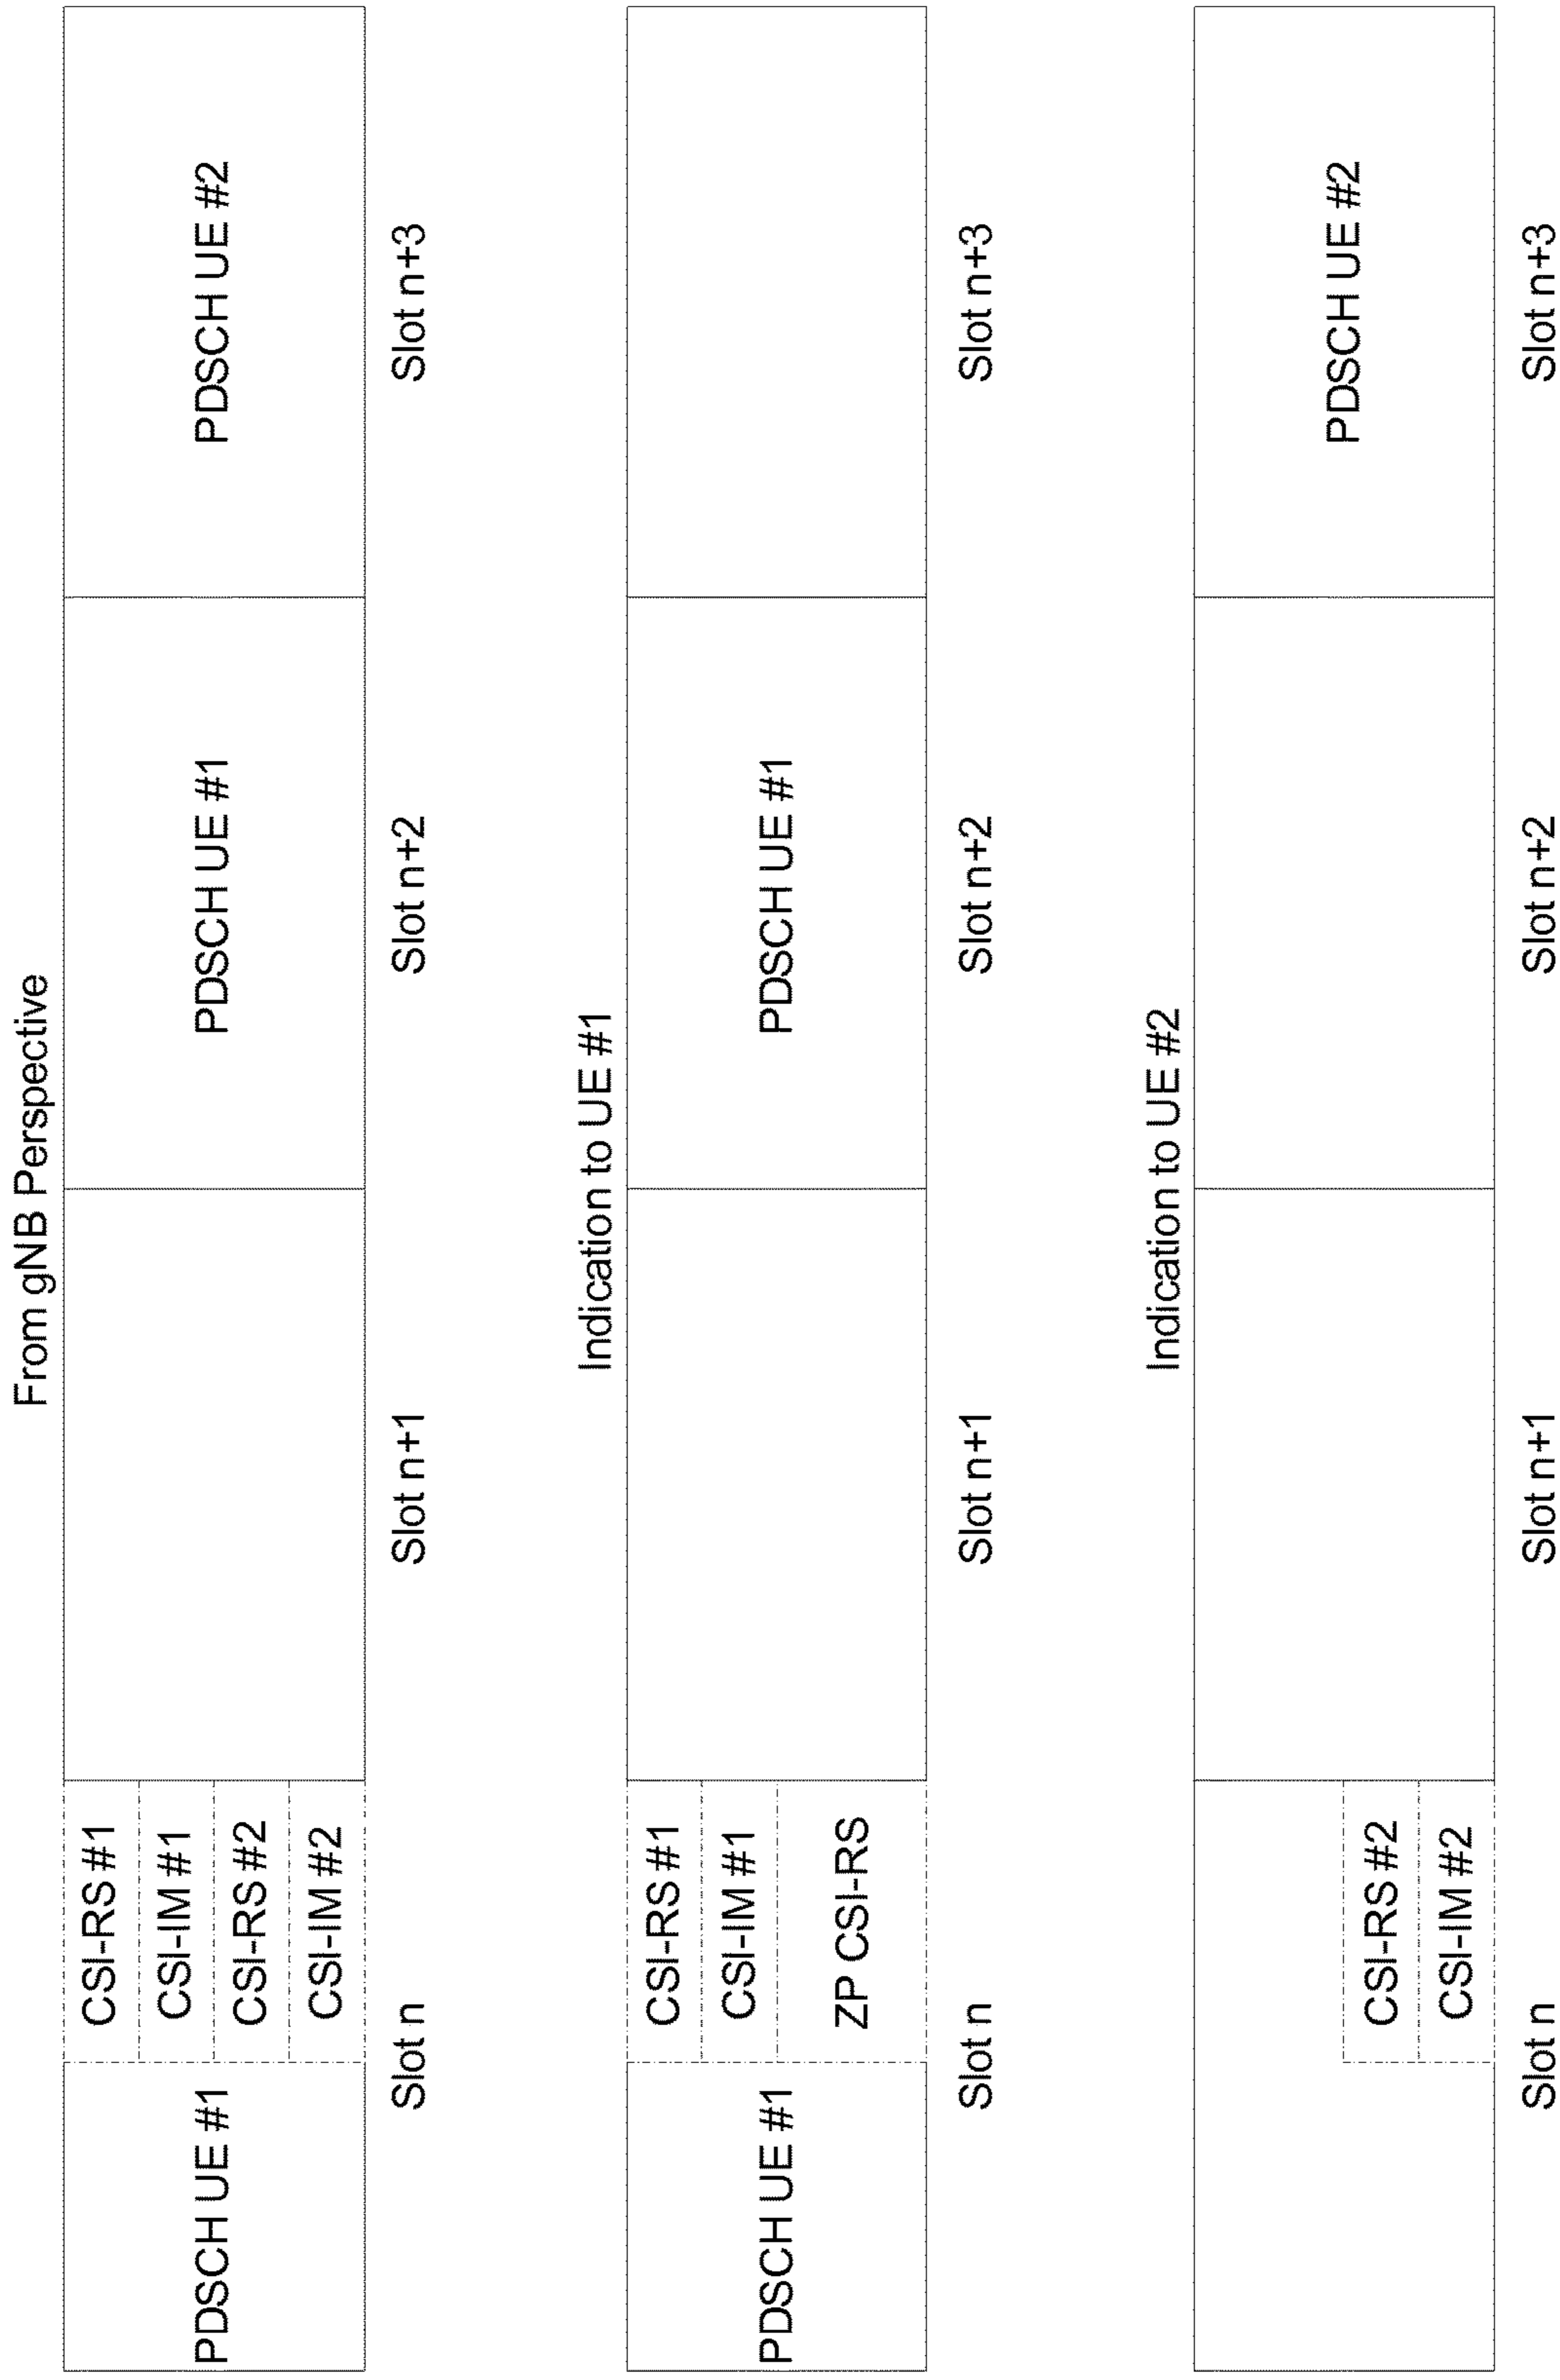 From gNB Perspective
PDSCH UE #1
CSI-RS #1
CSI-IM #1
CSI-RS #2
CSI-IM #2
PDSCH UE #1
PDSCH UE #2
Slot n
Slot n+1
Slot n+2
Slot n+3
Indication to UE #1
PDSCH UE #1
CSI-RS #1
CSI-IM #1
ZP CSI-RS
PDSCH UE #1
Slot n
Slot n+1
Slot n+2
Slot n+3
Indication to UE #2
CSI-RS #2
CSI-IM #2
PDSCH UE #2
Slot n
Slot n+1
Slot n+2
Slot n+3